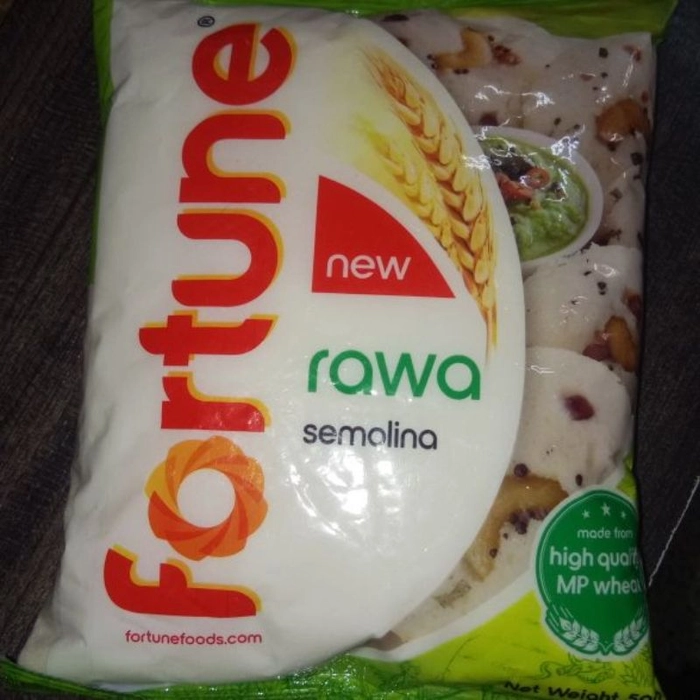 fortune®
new
rawa
semolina
made from
high quality
MP wheat
fortunefoods.com
Net Weight